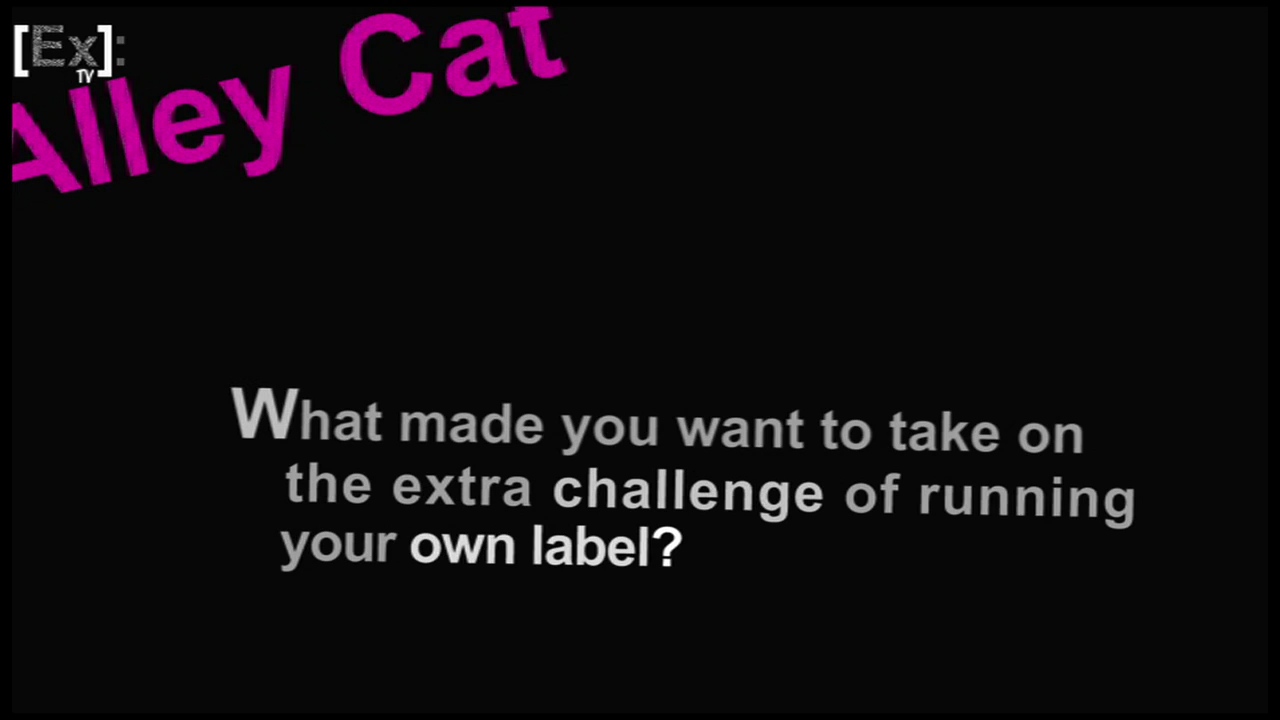 [Ex]:
TV
Alley Cat
What made you want to take on
the extra challenge of running
your own label?